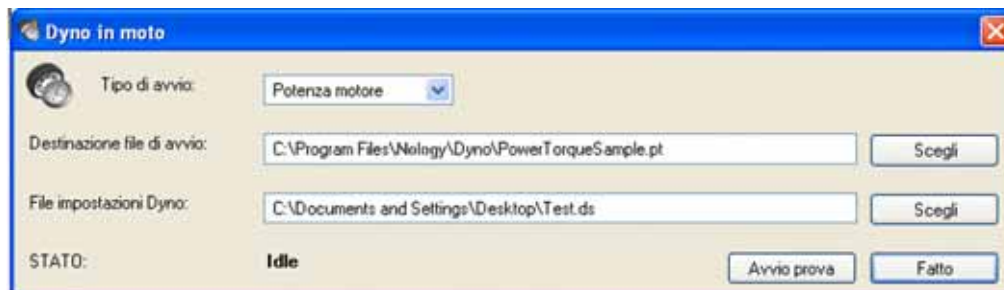 Dyno in moto
Tipo di avvio: Potenza motore
Destinazione file di avvio: C:\Program Files\Nology\Dyno\PowerTorqueSample.pt Scegli
File impostazioni Dyno: C:\Documents and Settings\Desktop\Test.ds Scegli
STATO: Idle Avvio prova Fatto